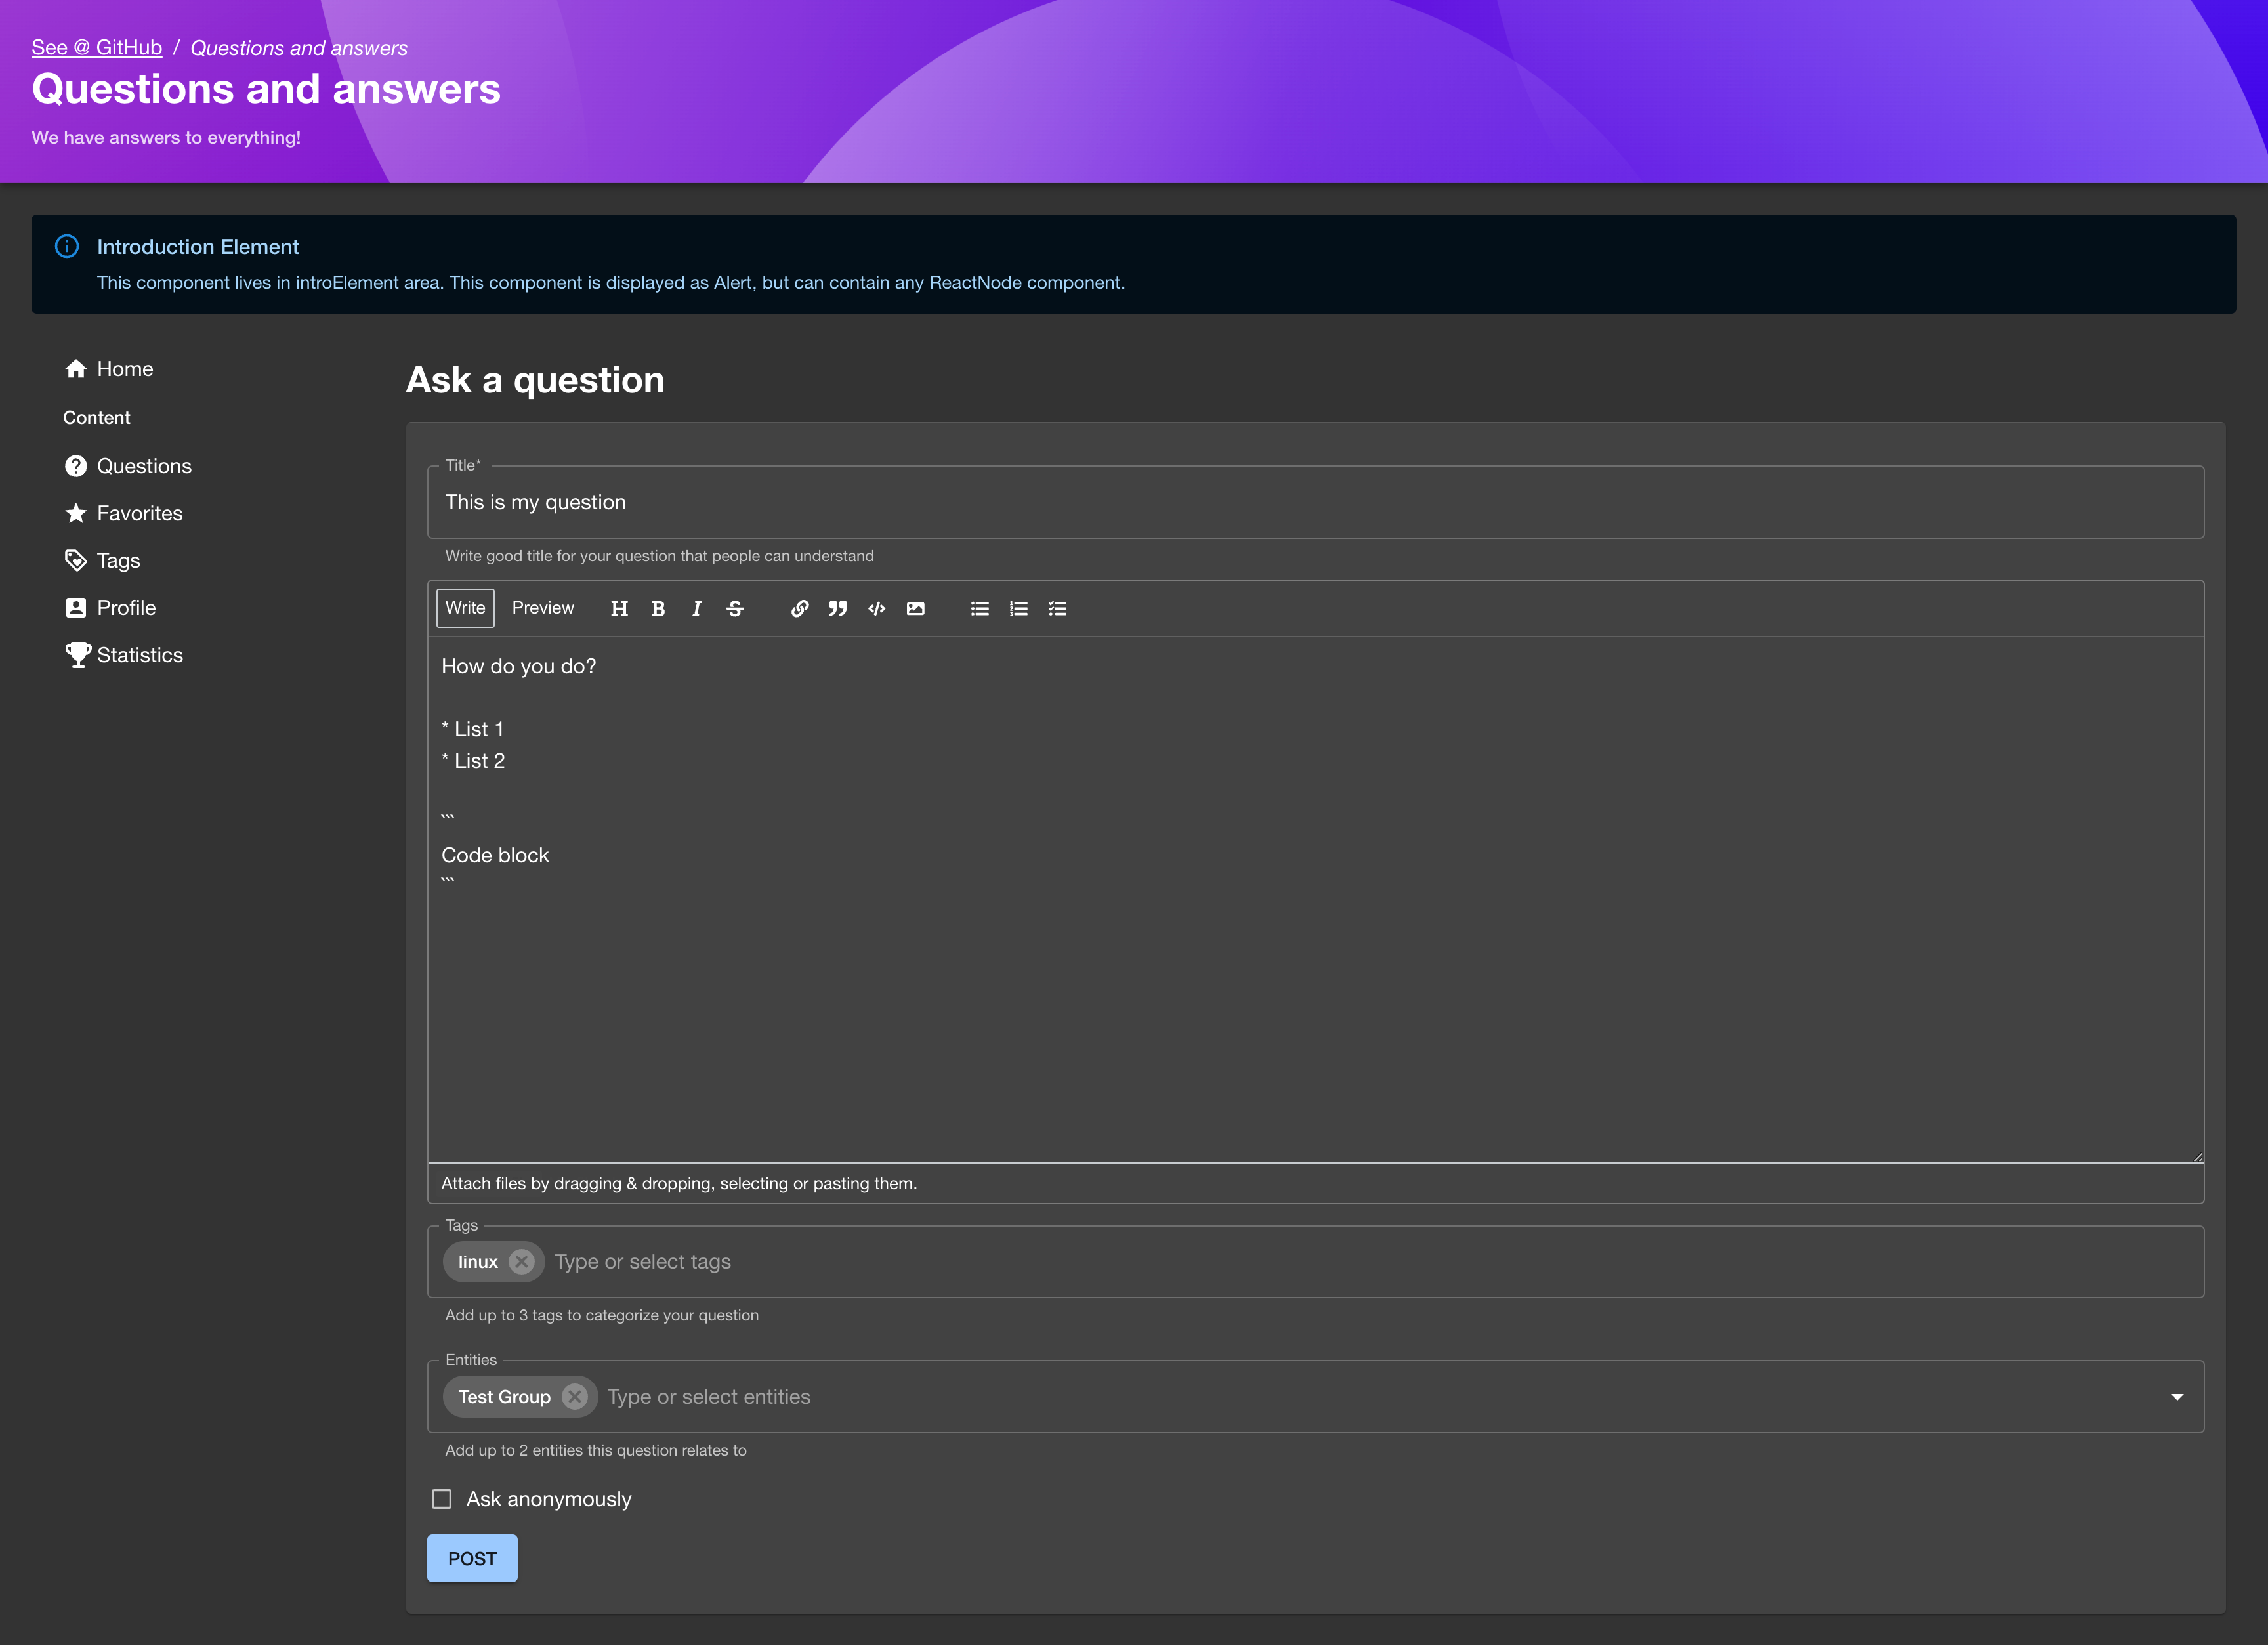 See @ GitHub / Questions and answers
Questions and answers
We have answers to everything!
Introduction Element
This component lives in introElement area. This component is displayed as Alert, but can contain any ReactNode component.
Home
Content
Questions
Favorites
Tags
Profile
Statistics
Ask a question
Title*
This is my question
Write good title for your question that people can understand
Write Preview H B I S
How do you do?
* List 1
* List 2
```
Code block
```
Attach files by dragging & dropping, selecting or pasting them.
Tags
linux Type or select tags
Add up to 3 tags to categorize your question
Entities
Test Group Type or select entities
Add up to 2 entities this question relates to
Ask anonymously
POST